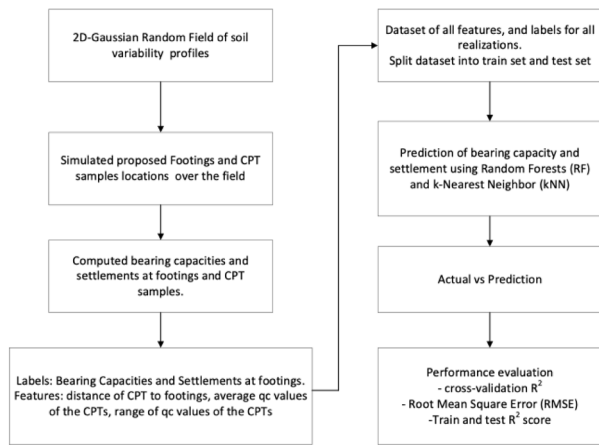 2D-Gaussian Random Field of soil
variability profiles
Simulated proposed Footings and CPT
samples locations over the field
Computed bearing capacities and
settlements at footings and CPT
samples.
Labels: Bearing Capacities and Settlements at footings.
Features: distance of CPT to footings, average qc values
of the CPTs, range of qc values of the CPTs
Dataset of all features, and labels for all
realizations.
Split dataset into train set and test set
Prediction of bearing capacity and
settlement using Random Forests (RF)
and k-Nearest Neighbor (kNN)
Actual vs Prediction
Performance evaluation
- cross-validation R²
- Root Mean Square Error (RMSE)
-Train and test R² score